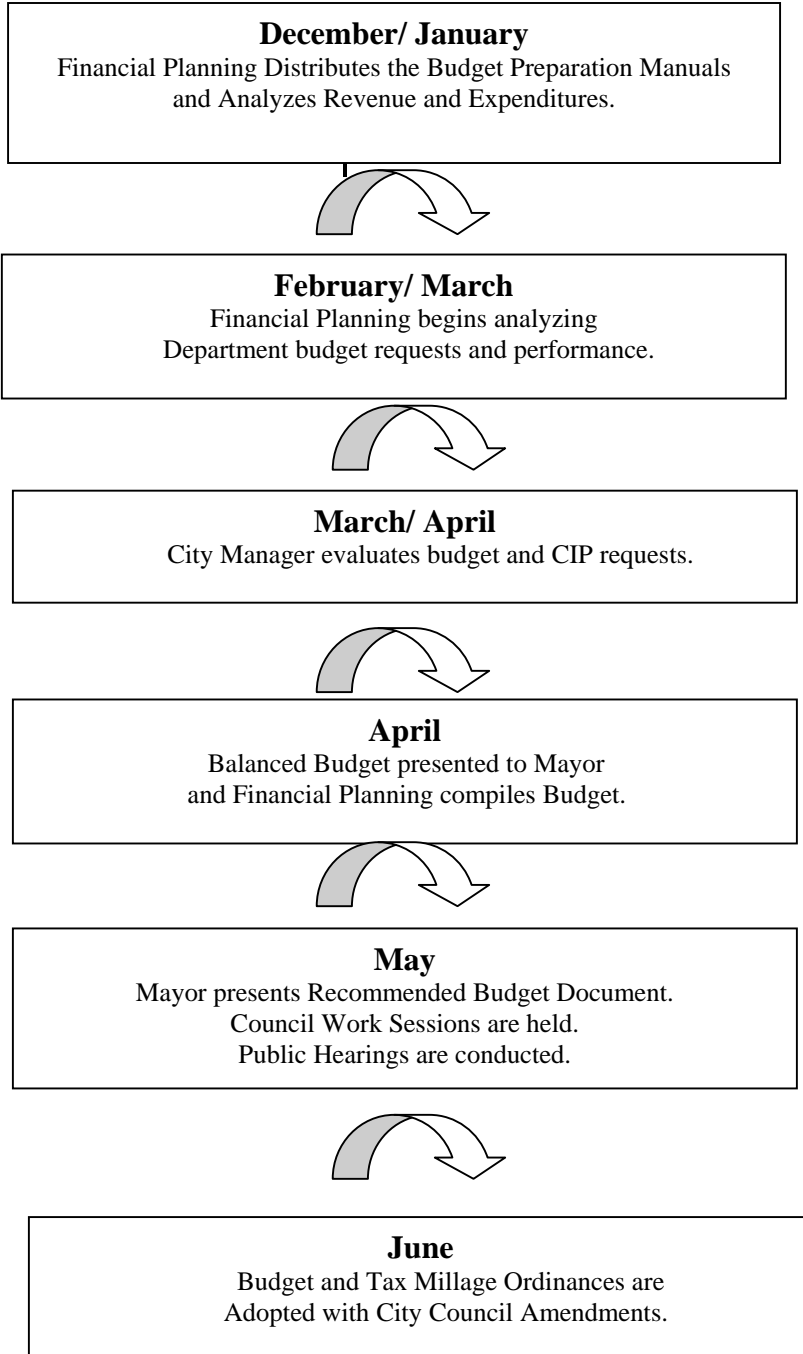 December/ January
Financial Planning Distributes the Budget Preparation Manuals
and Analyzes Revenue and Expenditures.
February/ March
Financial Planning begins analyzing
Department budget requests and performance.
March/ April
City Manager evaluates budget and CIP requests.
April
Balanced Budget presented to Mayor
and Financial Planning compiles Budget.
May
Mayor presents Recommended Budget Document.
Council Work Sessions are held.
Public Hearings are conducted.
June
Budget and Tax Millage Ordinances are
Adopted with City Council Amendments.